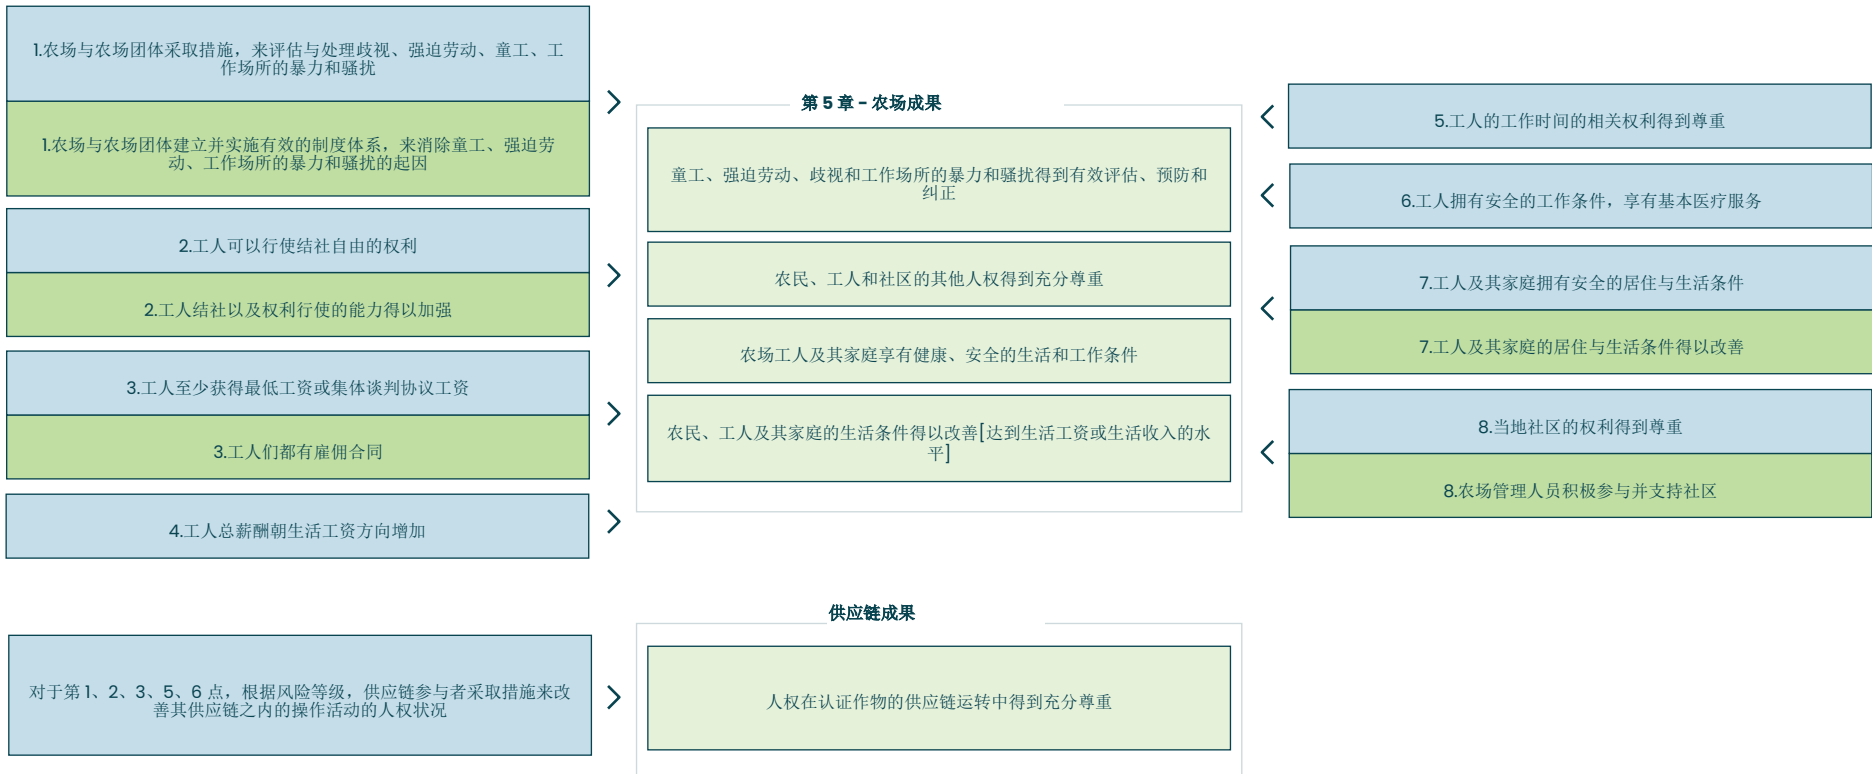 1.农场与农场团体采取措施，来评估与处理歧视、强迫劳动、童工、工
作场所的暴力和骚扰
1.农场与农场团体建立并实施有效的制度体系，来消除童工、强迫劳
动、工作场所的暴力和骚扰的起因
2.工人可以行使结社自由的权利
2.工人结社以及权利行使的能力得以加强
3.工人至少获得最低工资或集体谈判协议工资
3.工人们都有雇佣合同
4.工人总薪酬朝生活工资方向增加
第 5 章 – 农场成果
童工、强迫劳动、歧视和工作场所的暴力和骚扰得到有效评估、预防和
纠正
农民、工人和社区的其他人权得到充分尊重
农场工人及其家庭享有健康、安全的生活和工作条件
农民、工人及其家庭的生活条件得以改善[达到生活工资或生活收入的水
平]
5.工人的工作时间的相关权利得到尊重
6.工人拥有安全的工作条件，享有基本医疗服务
7.工人及其家庭拥有安全的居住与生活条件
7.工人及其家庭的居住与生活条件得以改善
8.当地社区的权利得到尊重
8.农场管理人员积极参与并支持社区
供应链成果
对于第 1、2、3、5、6 点，根据风险等级，供应链参与者采取措施来改
善其供应链之内的操作活动的人权状况
人权在认证作物的供应链运转中得到充分尊重